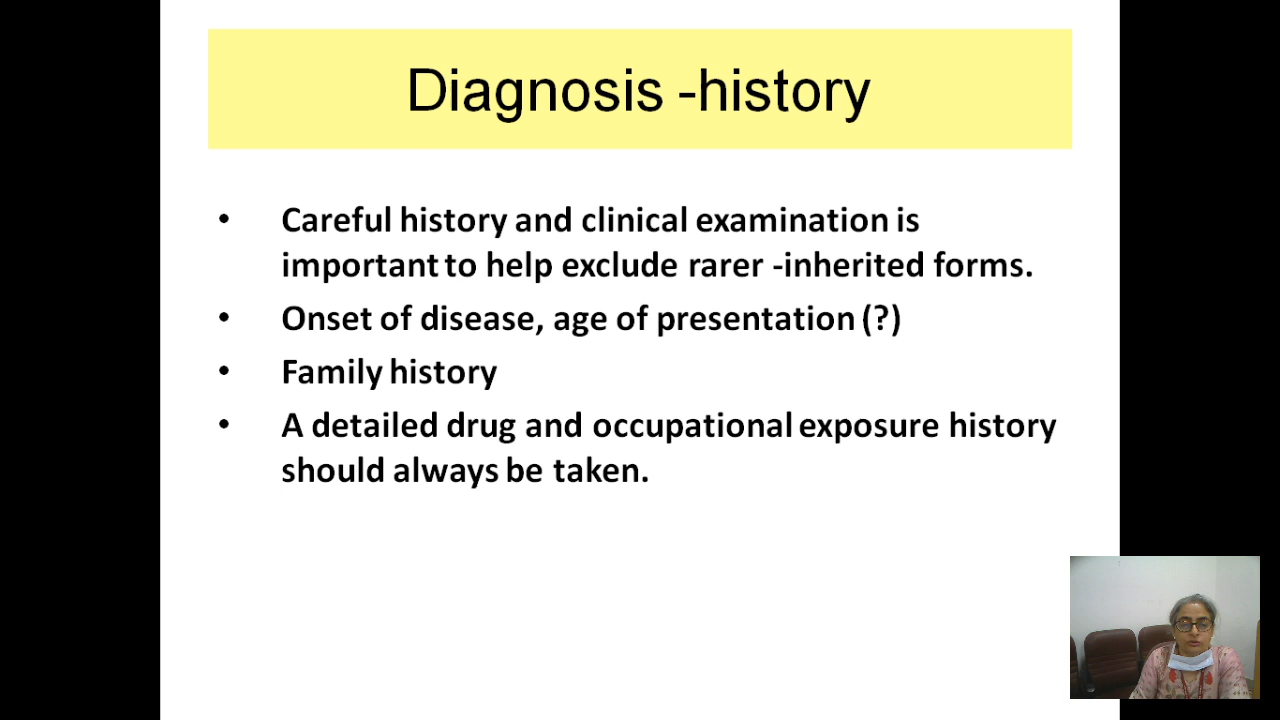 Diagnosis -history
• Careful history and clinical examination is
important to help exclude rarer -inherited forms.
• Onset of disease, age of presentation (?)
• Family history
• A detailed drug and occupational exposure history
should always be taken.